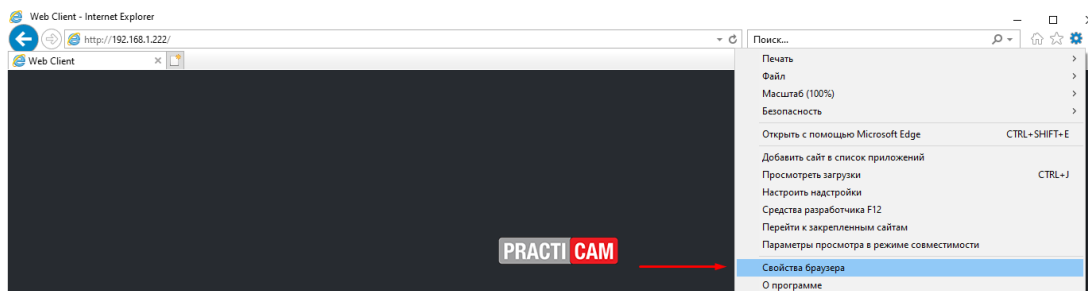 Web Client - Internet Explorer
http://192.168.1.222/
Поиск...
Web Client
Печать
Файл
Масштаб (100%)
Безопасность
Открыть с помощью Microsoft Edge CTRL+SHIFT+E
Добавить сайт в список приложений
Просмотреть загрузки CTRL+J
Настроить надстройки
Средства разработчика F12
Перейти к закрепленным сайтам
Параметры просмотра в режиме совместимости
PRACTICAM
Свойства браузера
О программе